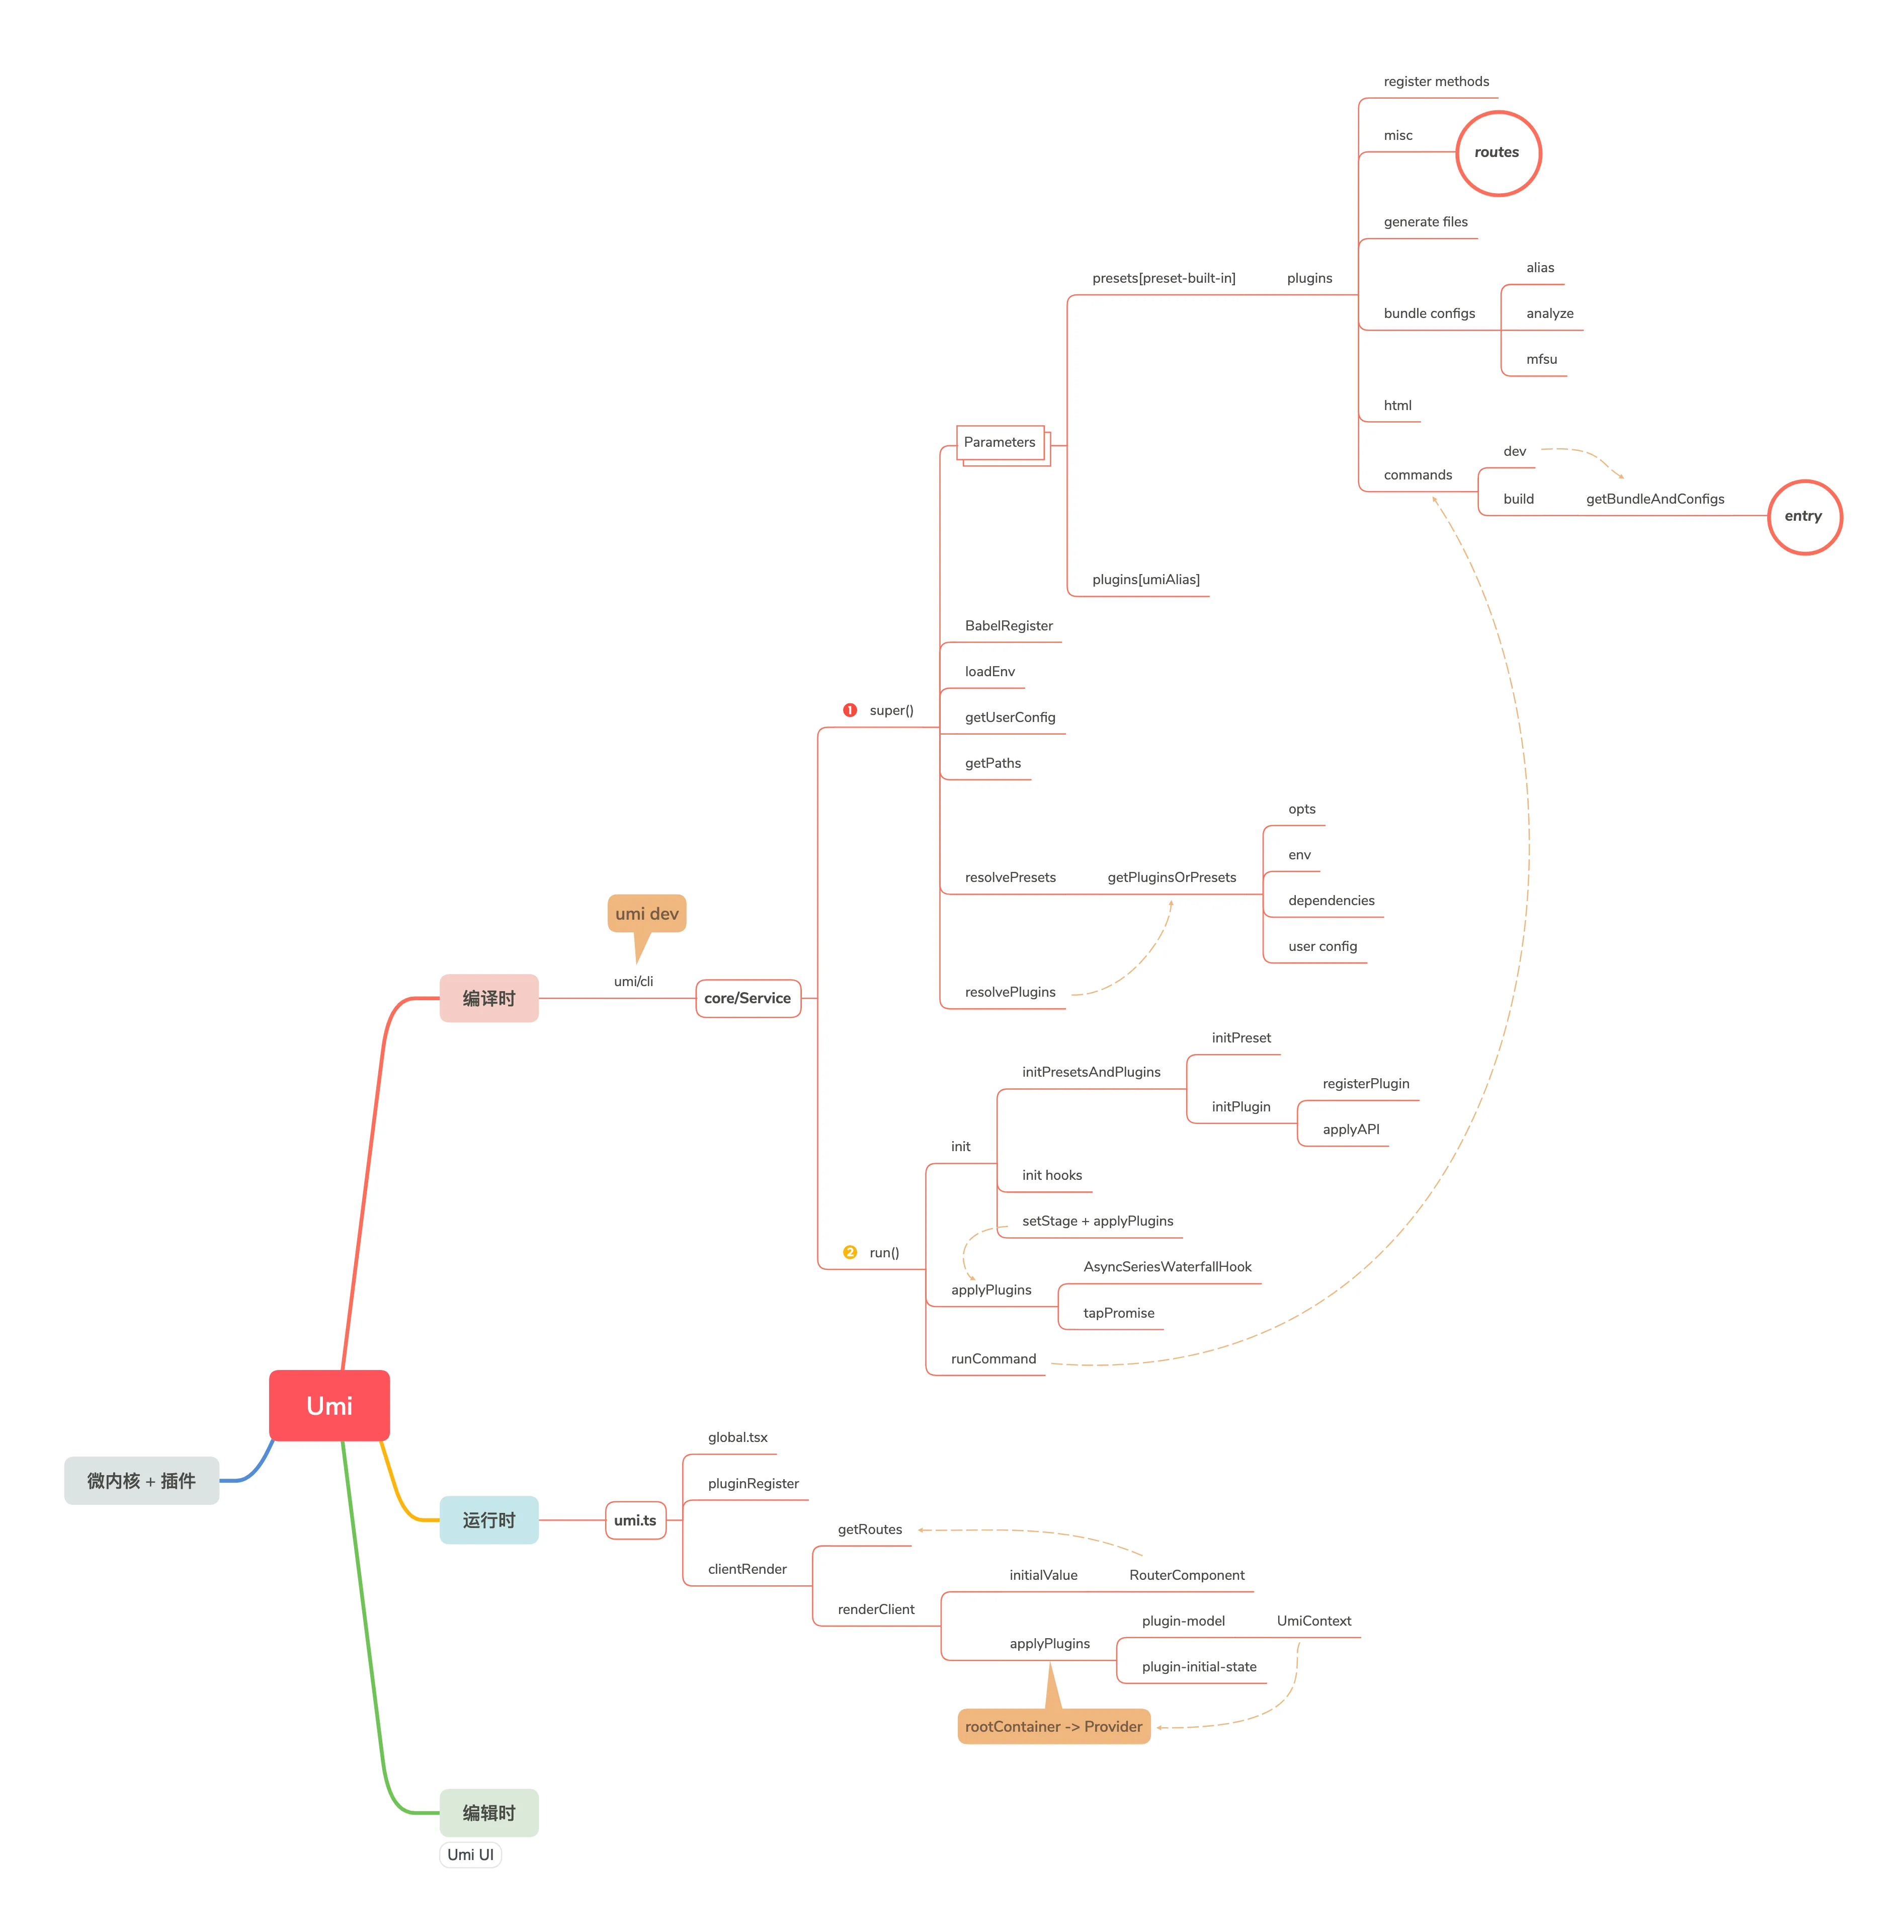 Umi
微内核 + 插件
编译时
umi dev
umi/cli
core/Service
1
super()
Parameters
presets[preset-built-in]
plugins
register methods
misc
routes
generate files
bundle configs
alias
analyze
mfsu
html
commands
dev
build
getBundleAndConfigs
entry
plugins[umiAlias]
BabelRegister
loadEnv
getUserConfig
getPaths
resolvePresets
getPluginsOrPresets
opts
env
dependencies
user config
resolvePlugins
2
run()
init
initPresetsAndPlugins
initPreset
initPlugin
registerPlugin
applyAPI
init hooks
setStage + applyPlugins
applyPlugins
AsyncSeriesWaterfallHook
tapPromise
runCommand
运行时
umi.ts
global.tsx
pluginRegister
clientRender
getRoutes
renderClient
initialValue
RouterComponent
applyPlugins
plugin-model
UmiContext
plugin-initial-state
rootContainer -> Provider
编辑时
Umi UI